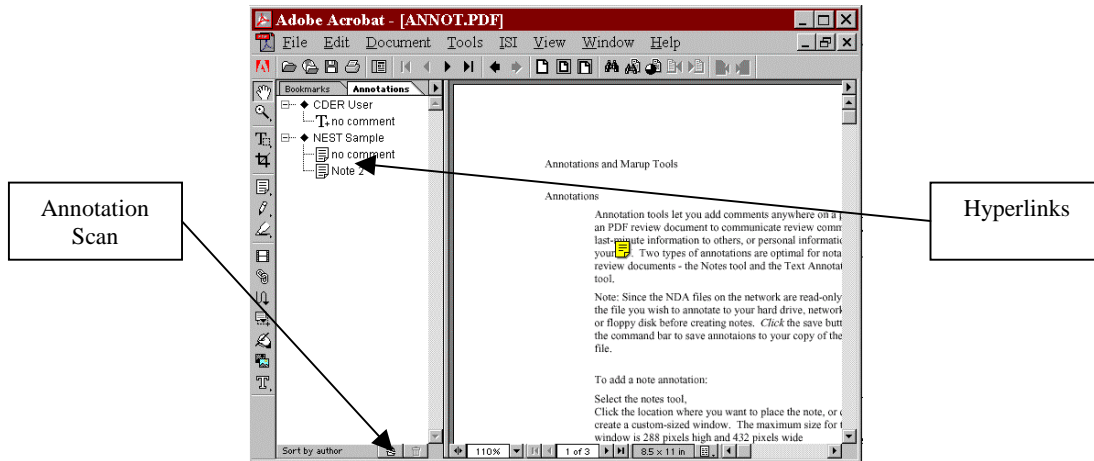 Adobe Acrobat - [ANNOT.PDF]
File Edit Document Tools ISI View Window Help
Bookmarks Annotations
CDER User
no comment
NEST Sample
no comment
Note 2
Annotation
Scan
Hyperlinks
Annotations and Marup Tools
Annotations
Annotation tools let you add comments anywhere on a
an PDF review document to communicate review comm
last-minute information to others, or personal informatio
Two types of annotations are optimal for nota
review documents - the Notes tool and the Text Annotat
tool.
Note: Since the NDA files on the network are read-only
the file you wish to annotate to your hard drive, network
or floppy disk before creating notes. Click the save butt
the command bar to save annotaions to your copy of the
file.
To add a note annotation:
Select the notes tool,
Click the location where you want to place the note, or
create a custom-sized window. The maximum size for
window is 288 pixels high and 432 pixels wide
Sort by author
110% 1 of 3 8.5 x 11 in